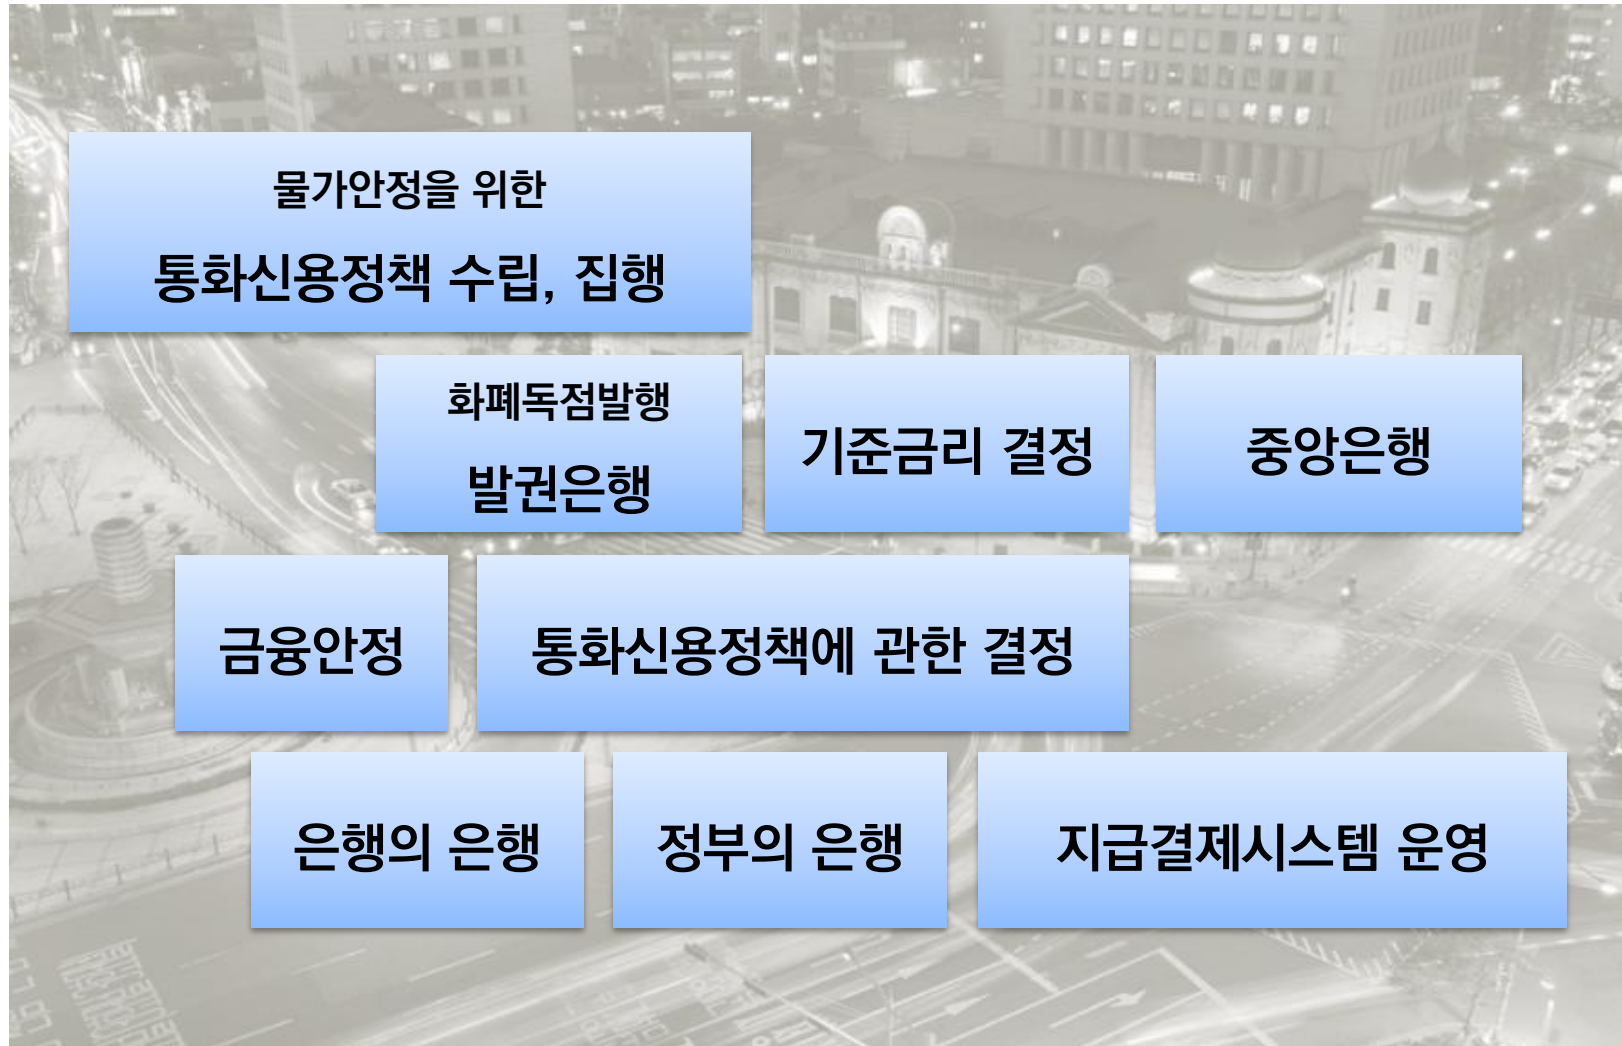 물가안정을 위한
통화신용정책 수립, 집행
화폐독점발행
발권은행
기준금리 결정
중앙은행
금융안정
통화신용정책에 관한 결정
은행의 은행
정부의 은행
지급결제시스템 운영